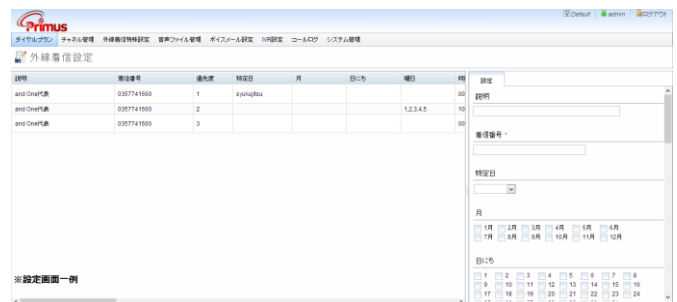 Primus
Default admin ログアウト
ダイヤルプラン チャネル管理 外線着信特殊設定 音声ファイル管理 ボイスメール設定 IVR設定 コールログ システム管理
外線着信設定
説明 着信番号 優先度 特定日 月 日にち 曜日 時
and One代表 0357741660 1 syukujitsu 00
and One代表 0357741660 2 1,2,3,4,5 10
and One代表 0357741660 3 00
※設定画面一例
設定
説明
着信番号 *
特定日
月
1月 2月 3月 4月 5月 6月
7月 8月 9月 10月 11月 12月
日にち
1 2 3 4 5 6 7 8
9 10 11 12 13 14 15 16
17 18 19 20 21 22 23 24